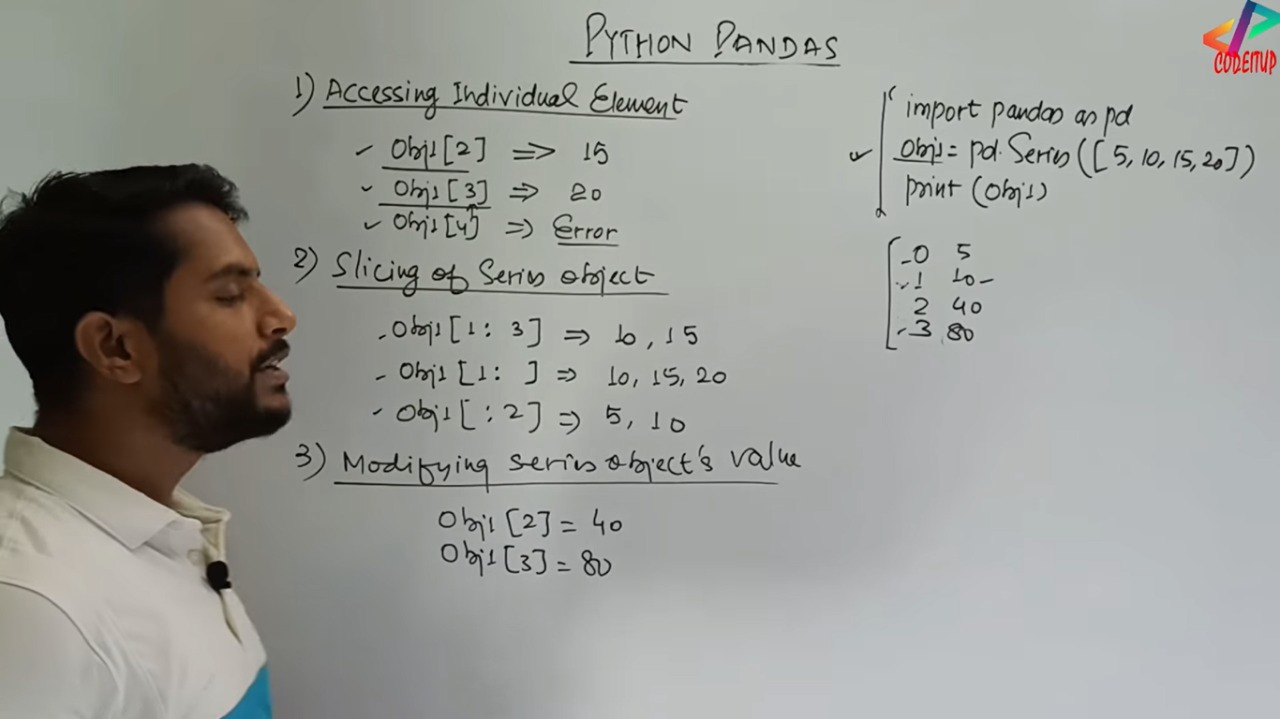 PYTHON PANDAS
1) Accessing Individual Element
Obj1[2] => 15
Obj1[3] => 20
Obj1[4] => Error
2) Slicing of Series object
Obj1[1: 3] => 10, 15
Obj1[1: ] => 10, 15, 20
Obj1[:2] => 5, 10
3) Modifying series object's value
Obj1[2] = 40
Obj1[3] = 80
import pandas as pd
Obj1 = pd.Series([5, 10, 15, 20])
print(Obj1)
0 5
1 10
2 40
3 80
CODEITUP